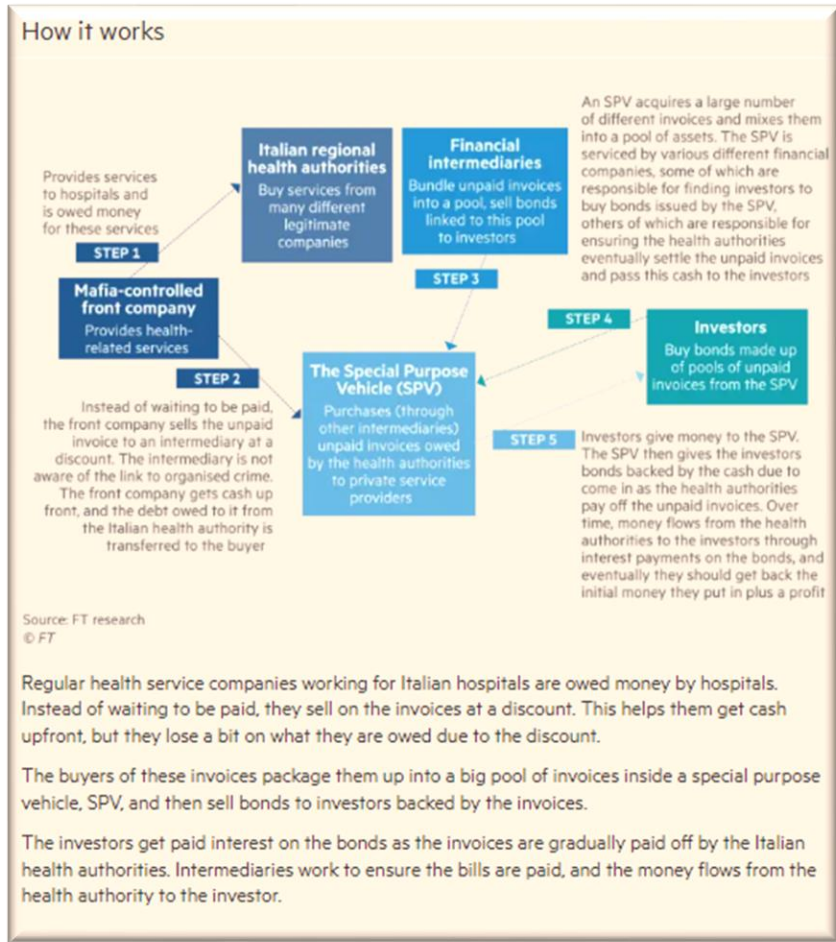 How it works
Provides services
to hospitals and
is owed money
for these services
STEP 1
Italian regional
health authorities
Buy services from
many different
legitimate
companies
Financial
intermediaries
Bundle unpaid invoices
into a pool, sell bonds
linked to this pool
to investors
An SPV acquires a large number
of different invoices and mixes them
into a pool of assets. The SPV is
serviced by various different financial
companies, some of which are
responsible for finding investors to
buy bonds issued by the SPV,
others of which are responsible for
ensuring the health authorities
eventually settle the unpaid invoices
and pass this cash to the investors
Mafia-controlled
front company
Provides health-
related services
STEP 2
STEP 3
STEP 4
Investors
Buy bonds made up
of pools of unpaid
invoices from the SPV
Instead of waiting to be paid,
the front company sells the unpaid
invoice to an intermediary at a
discount. The intermediary is not
aware of the link to organised crime.
The front company gets cash up
front, and the debt owed to it from
the Italian health authority is
transferred to the buyer
The Special Purpose
Vehicle (SPV)
Purchases (through
other intermediaries)
unpaid invoices owed
by the health authorities
to private service
providers
STEP 5
Investors give money to the SPV.
The SPV then gives the investors
bonds backed by the cash due to
come in as the health authorities
pay off the unpaid invoices. Over
time, money flows from the health
authorities to the investors through
interest payments on the bonds, and
eventually they should get back the
initial money they put in plus a profit
Source: FT research
© FT
Regular health service companies working for Italian hospitals are owed money by hospitals.
Instead of waiting to be paid, they sell on the invoices at a discount. This helps them get cash
upfront, but they lose a bit on what they are owed due to the discount.
The buyers of these invoices package them up into a big pool of invoices inside a special purpose
vehicle, SPV, and then sell bonds to investors backed by the invoices.
The investors get paid interest on the bonds as the invoices are gradually paid off by the Italian
health authorities. Intermediaries work to ensure the bills are paid, and the money flows from the
health authority to the investor.